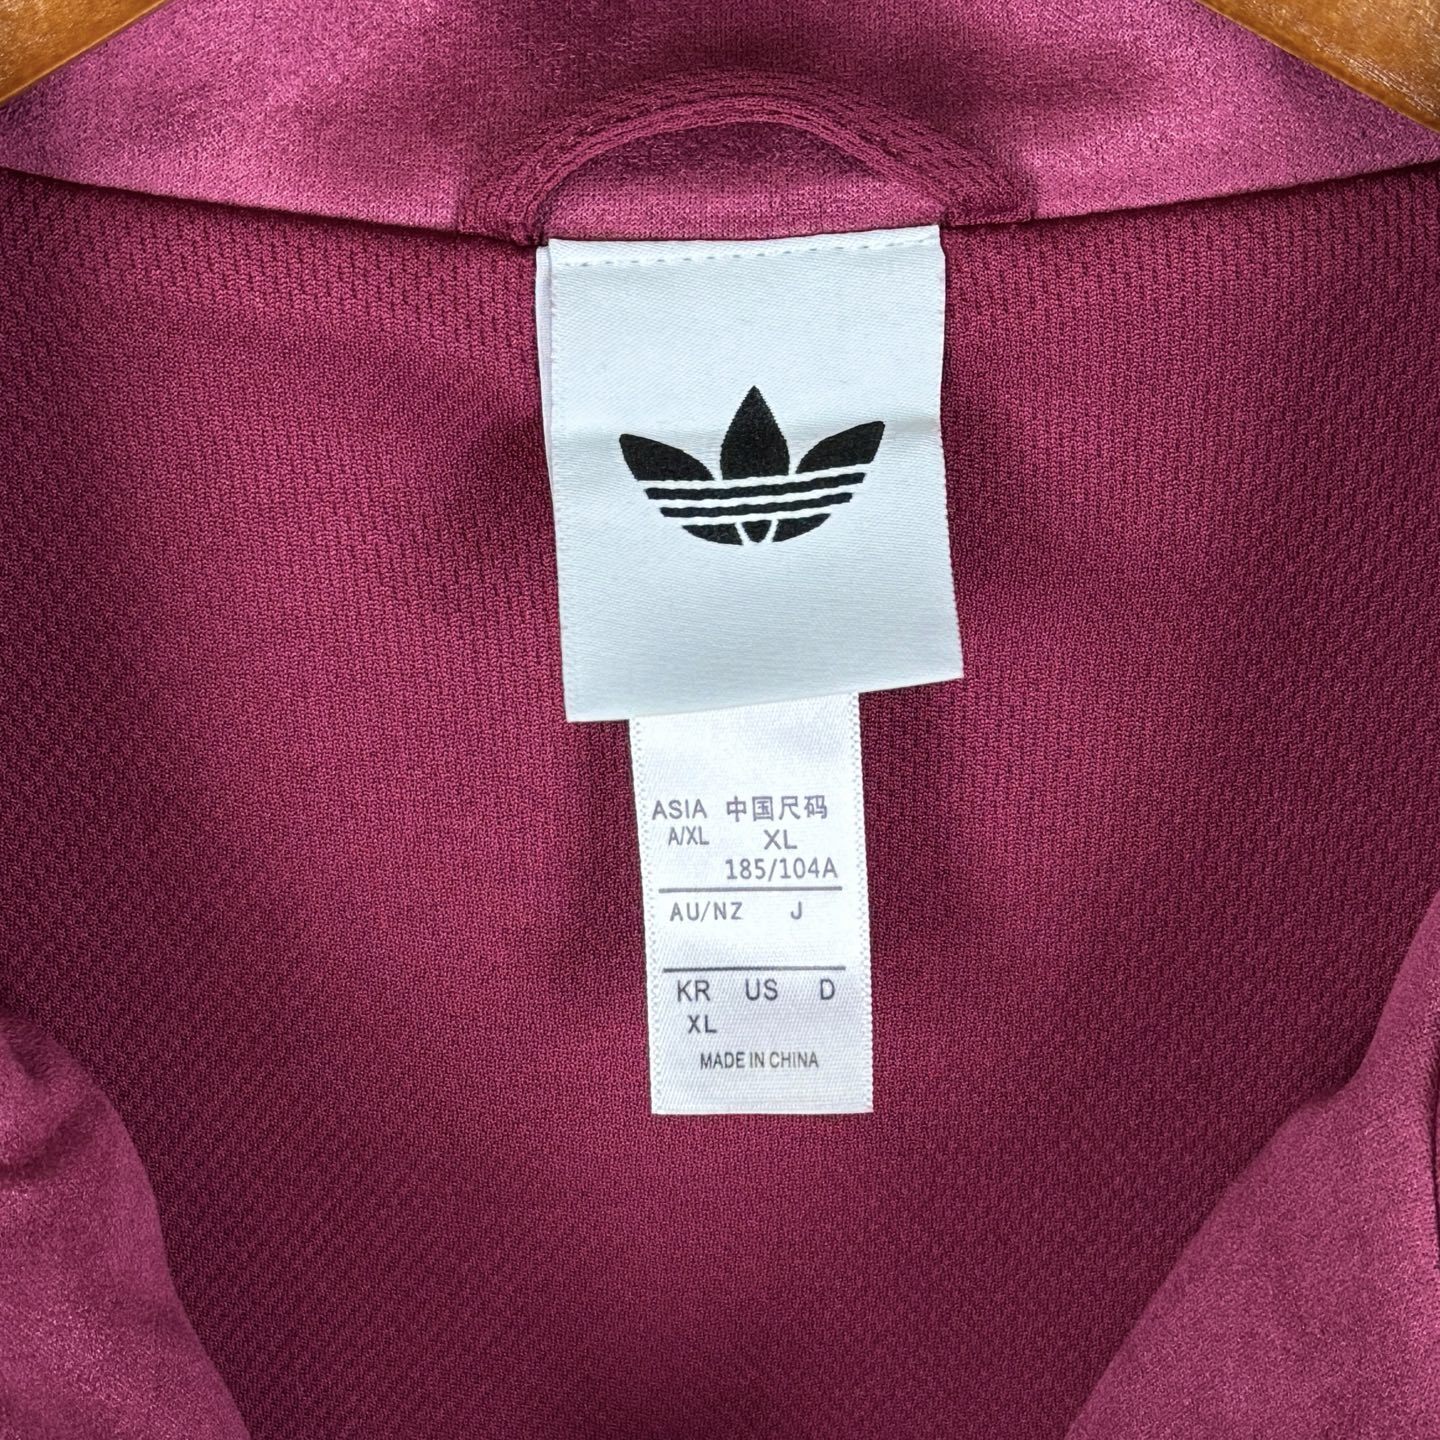 ASIA 中国尺码
A/XL XL
185/104A
AU/NZ J
KR US D
XL
MADE IN CHINA